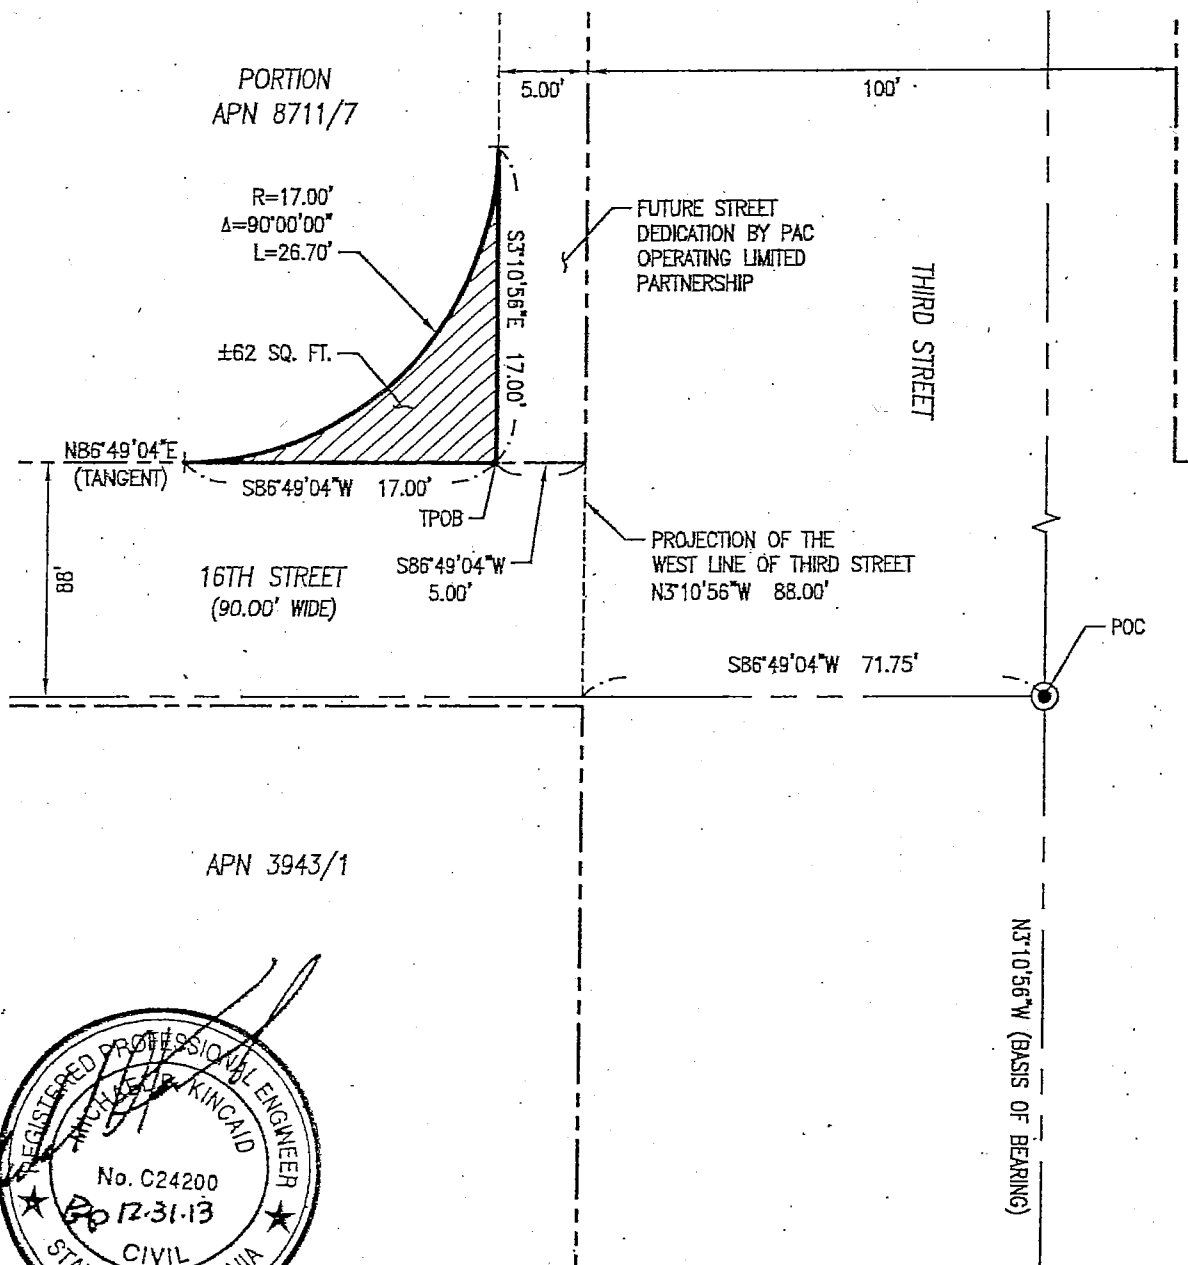 PORTION
APN 8711/7
5.00'
100'
R=17.00'
Δ=90°00'00"
L=26.70'
±62 SQ. FT.
S3°10'56"E 17.00'
FUTURE STREET
DEDICATION BY PAC
OPERATING LIMITED
PARTNERSHIP
THIRD STREET
N86°49'04"E
(TANGENT)
S86°49'04"W 17.00'
TPOB
88'
16TH STREET
(90.00' WIDE)
S86°49'04"W
5.00'
PROJECTION OF THE
WEST LINE OF THIRD STREET
N3°10'56"W 88.00'
POC
S86°49'04"W 71.75'
APN 3943/1
N3°10'56"W (BASIS OF BEARING)
REGISTERED PROFESSIONAL ENGINEER
KINCAID
No. C24200
12-31-13
CIVIL